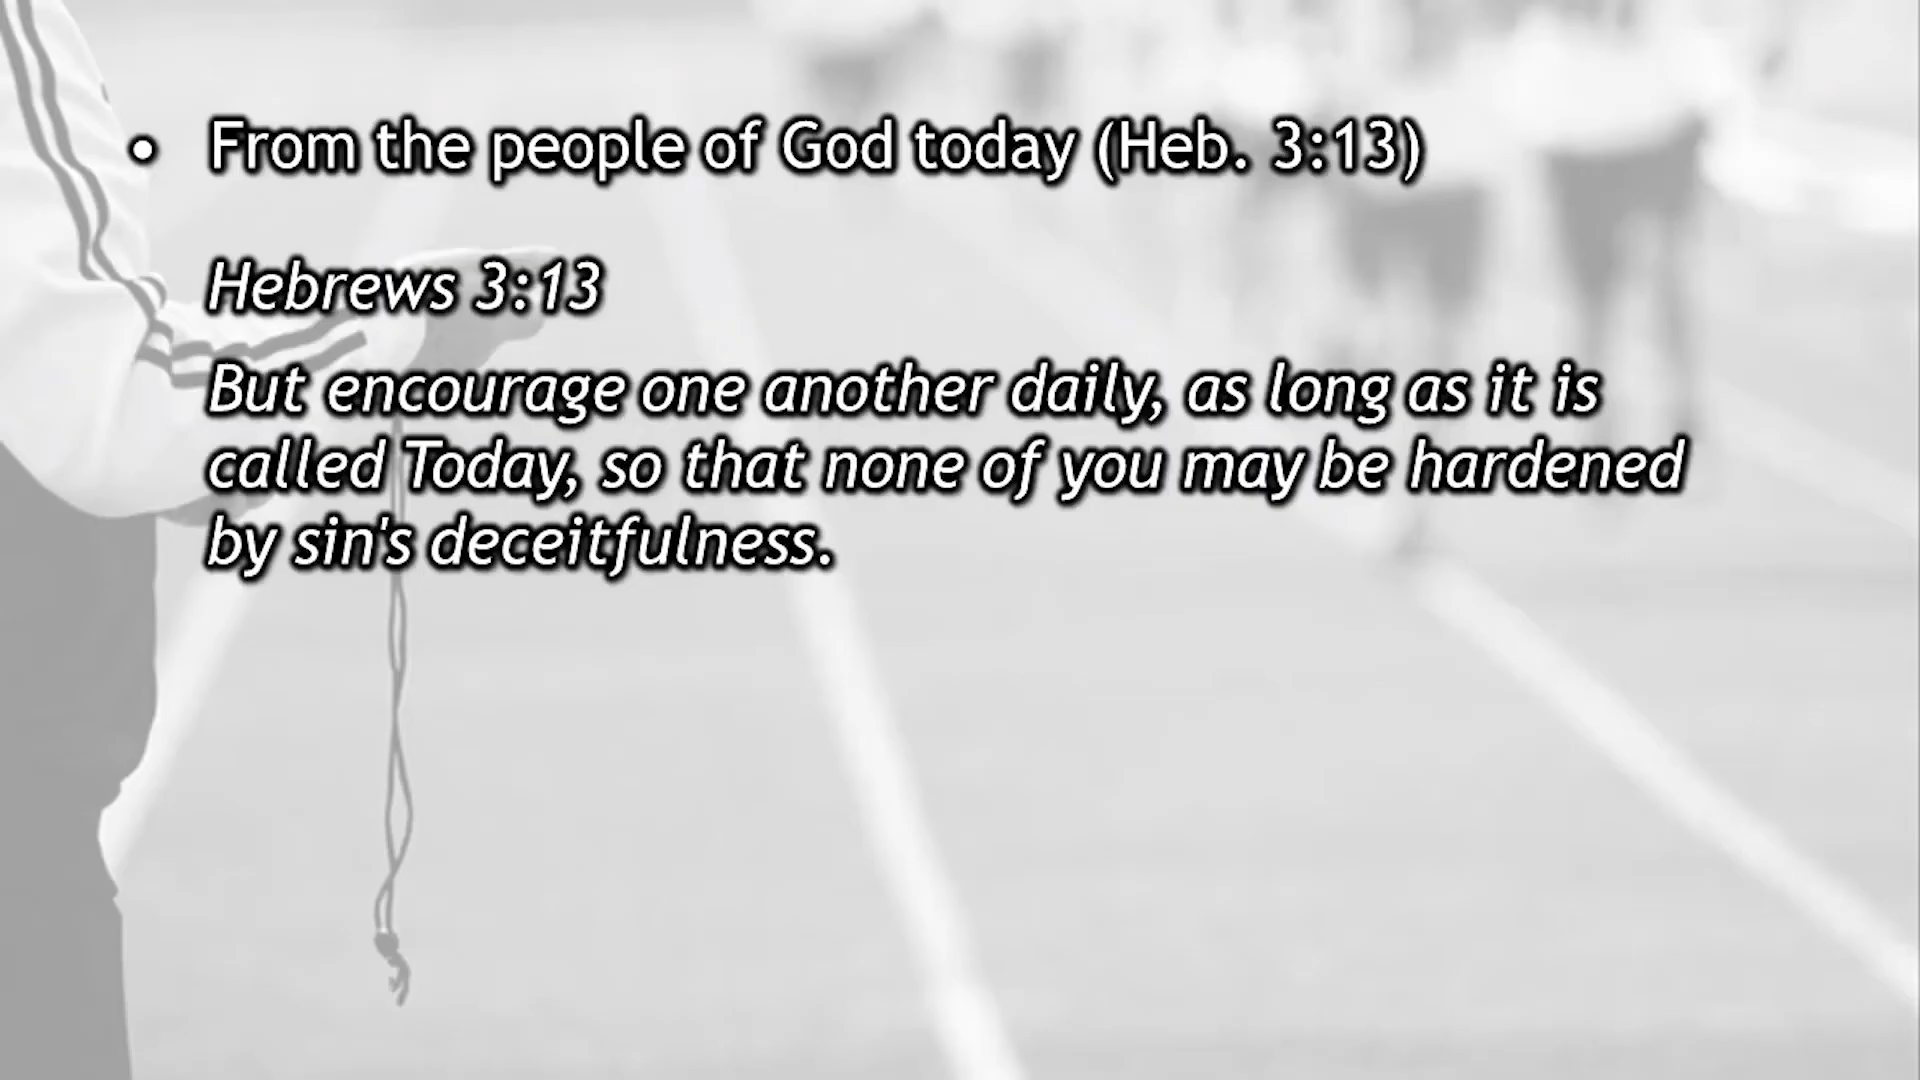 • From the people of God today (Heb. 3:13)
Hebrews 3:13
But encourage one another daily, as long as it is
called Today, so that none of you may be hardened
by sin's deceitfulness.